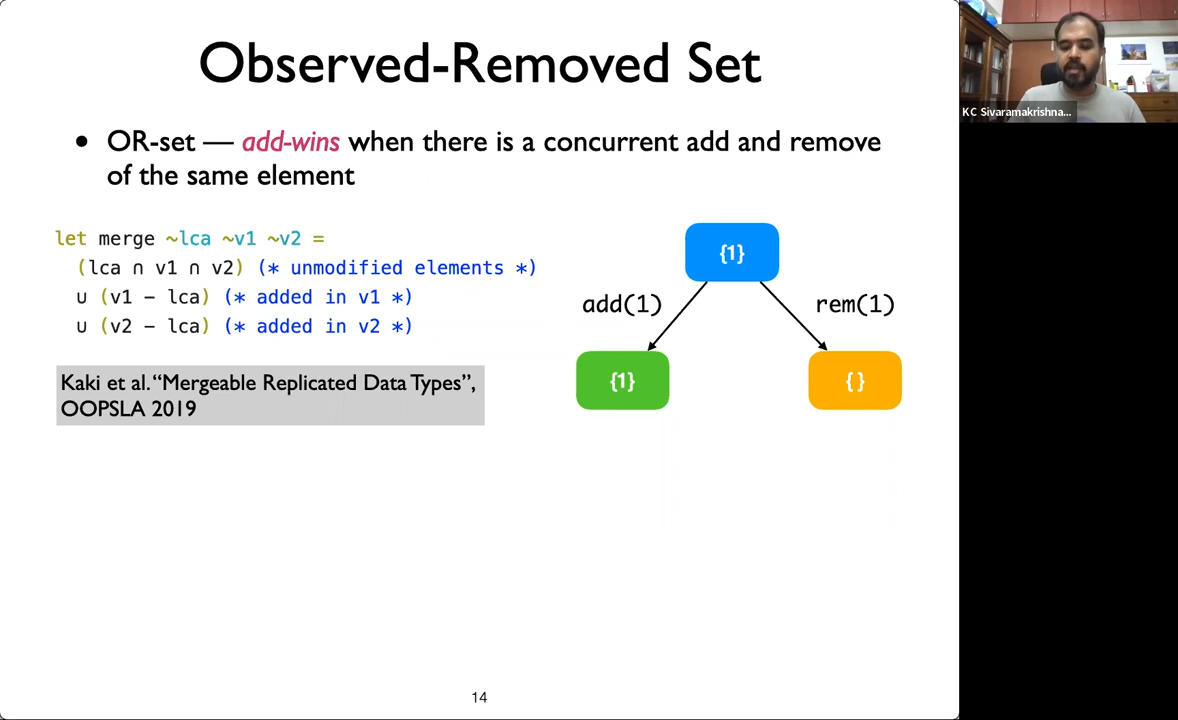 Observed-Removed Set
KC Sivaramakrishna...
• OR-set — add-wins when there is a concurrent add and remove
of the same element
let merge ~lca ~v1 ~v2 =
(lca ∩ v1 ∩ v2) (* unmodified elements *)
∪ (v1 – lca) (* added in v1 *)
∪ (v2 – lca) (* added in v2 *)
Kaki et al. “Mergeable Replicated Data Types”,
OOPSLA 2019
{1}
add(1)
rem(1)
{1}
{ }
14